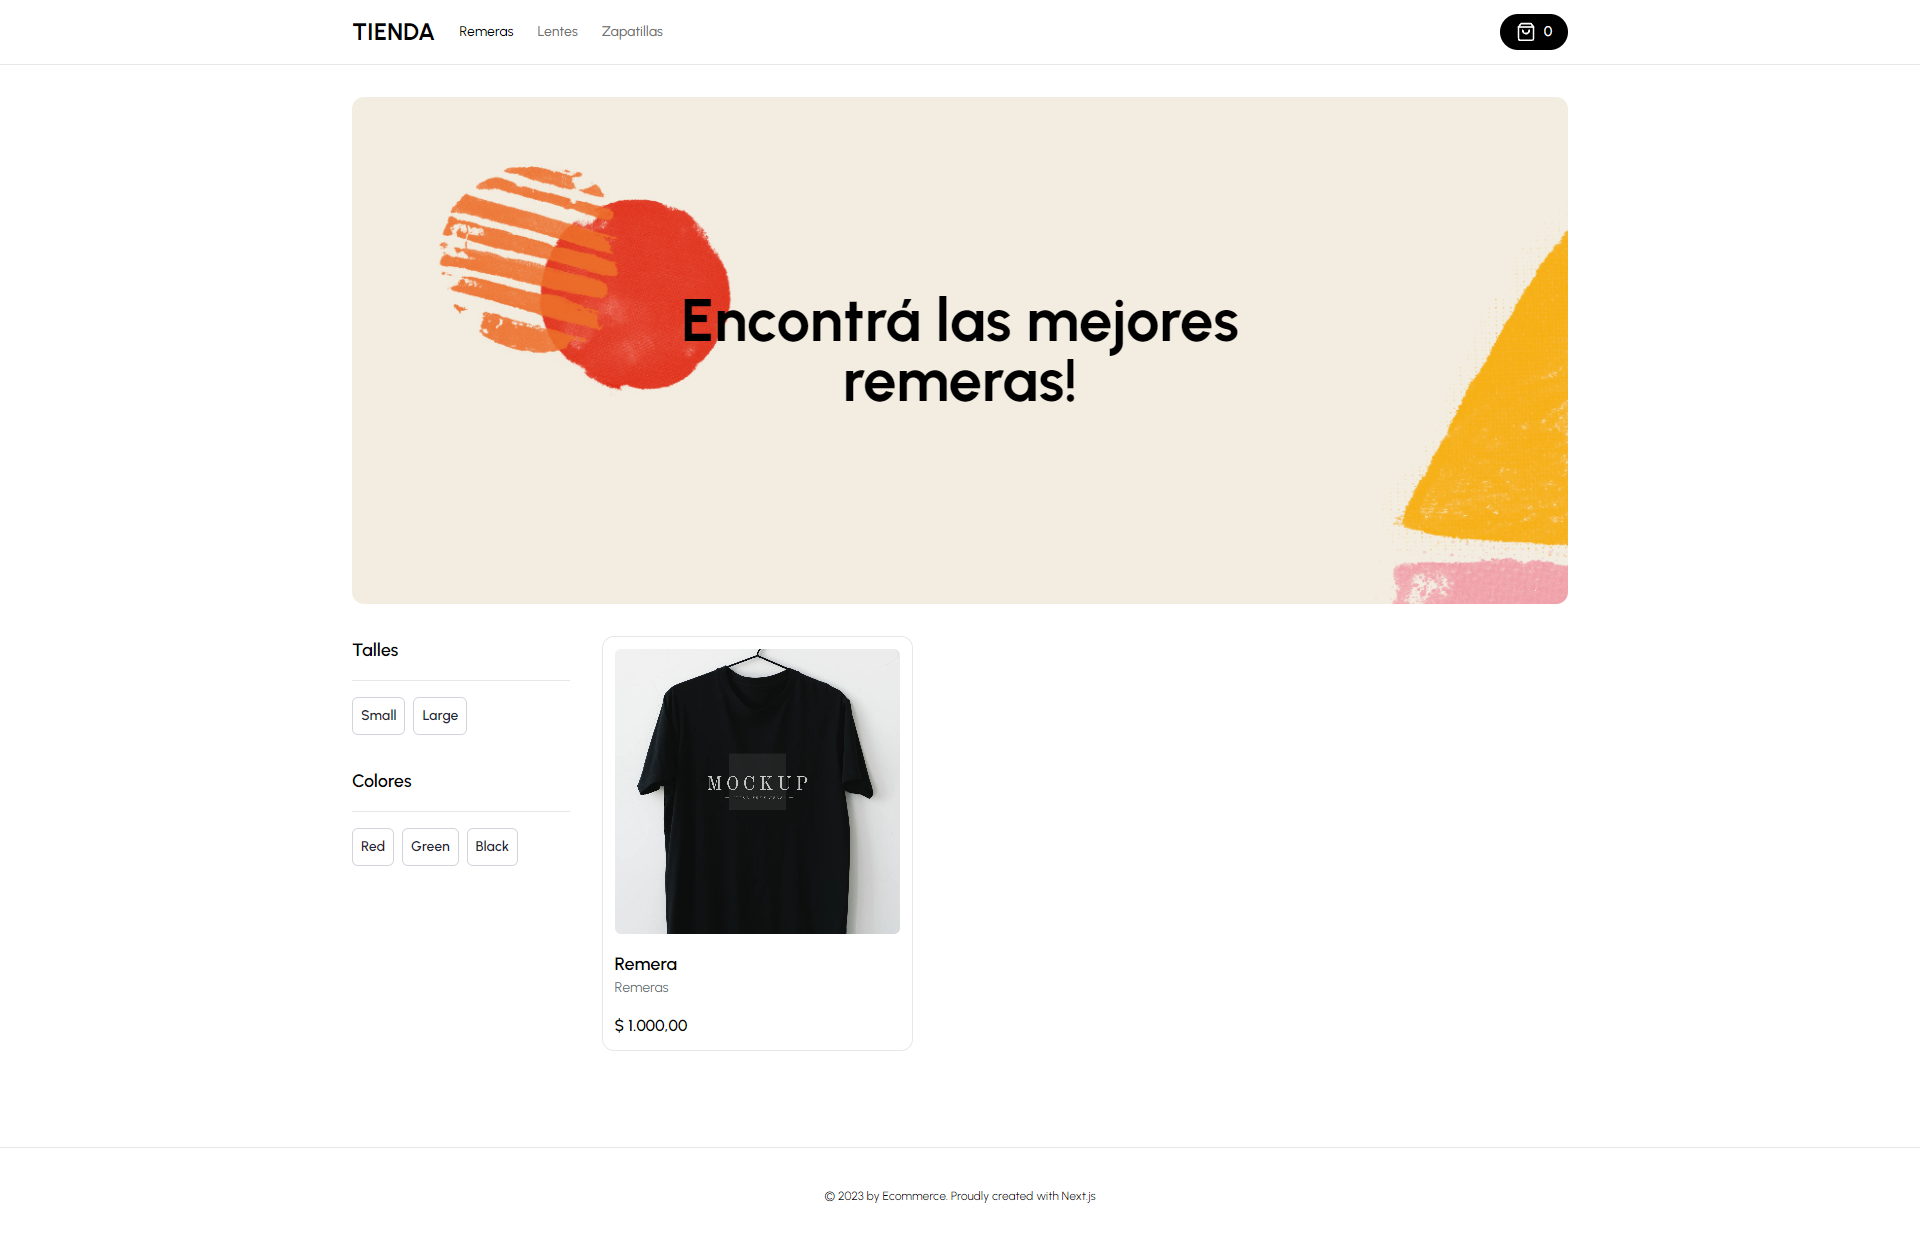 TIENDA
Remeras
Lentes
Zapatillas
0
Encontrá las mejores
remeras!
Talles
Small
Large
Colores
Red
Green
Black
MOCKUP
Remera
Remeras
$ 1.000,00
© 2023 by Ecommerce. Proudly created with Next.js